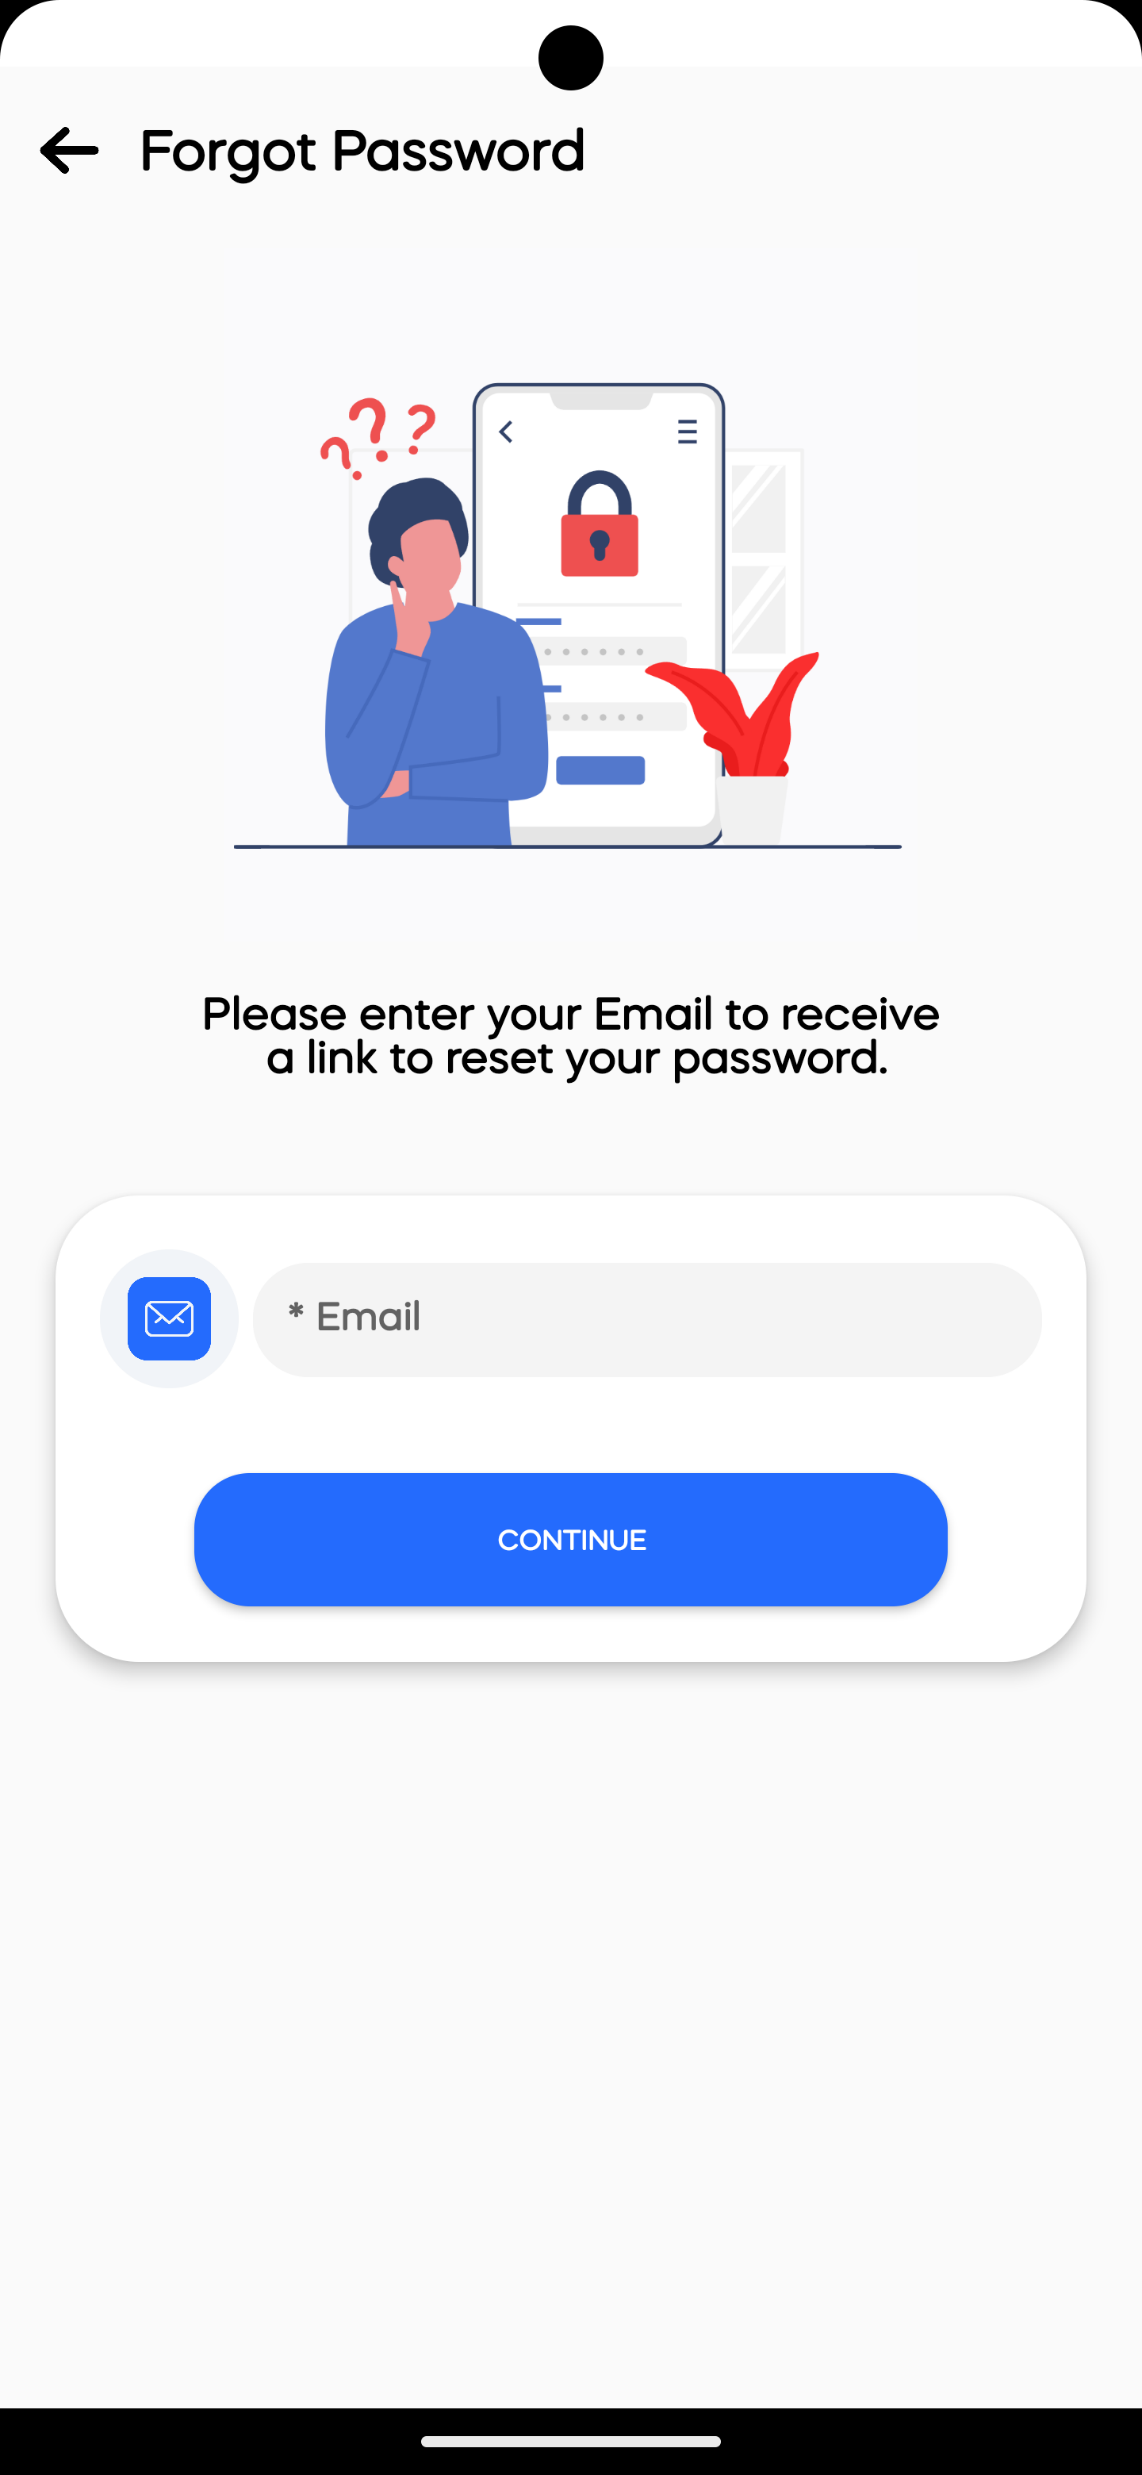 Forgot Password
Please enter your Email to receive
a link to reset your password.
* Email
CONTINUE